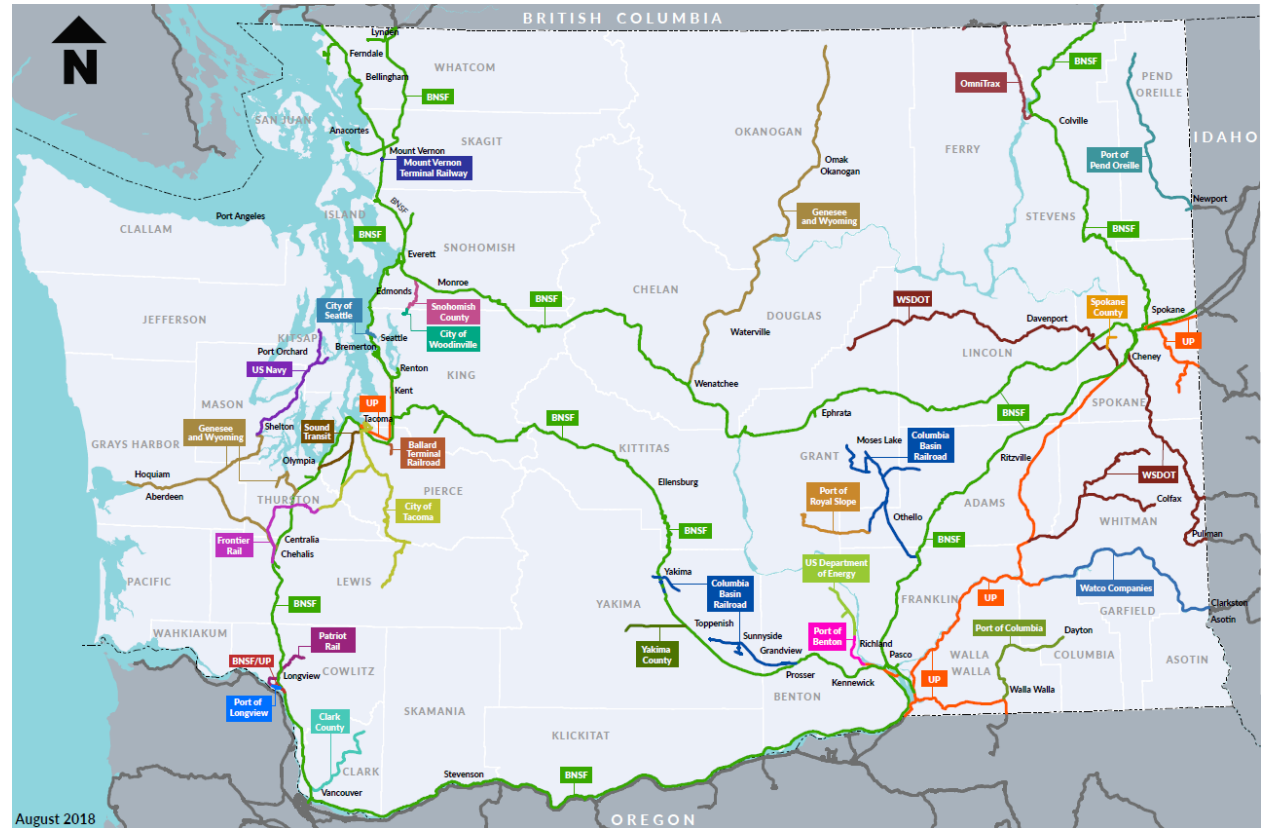 BRITISH COLUMBIA
N
Lynden
Ferndale
WHATCOM
Bellingham
BNSF
OmniTrax
BNSF
PEND
OREILLE
SAN JUAN
Anacortes
SKAGIT
OKANOGAN
Colville
IDAHO
FERRY
Mount Vernon
Mount Vernon
Terminal Railway
Omak
Okanogan
Port of
Pend Oreille
Newport
BNSF
Port Angeles
ISLAND
CLALLAM
BNSF
Genesee
and Wyoming
STEVENS
BNSF
SNOHOMISH
Everett
Monroe
Edmonds
CHELAN
BNSF
WSDOT
Spokane
County
Spokane
City of
Seattle
Snohomish
County
DOUGLAS
Davenport
JEFFERSON
KITSAP
Seattle
City of
Woodinville
Waterville
UP
Port Orchard
Bremerton
LINCOLN
Cheney
US Navy
Renton
KING
Wenatchee
Kent
MASON
UP
SPOKANE
Tacoma
Ephrata
BNSF
BNSF
Shelton
Genesee
and Wyoming
Sound
Transit
GRAYS HARBOR
Ballard
Terminal
Railroad
KITTITAS
Moses Lake
Columbia
Basin
Railroad
GRANT
Ritzville
Olympia
Hoquiam
WSDOT
Aberdeen
Ellensburg
THURSTON
PIERCE
Port of
Royal Slope
ADAMS
Colfax
City of
Tacoma
Othello
WHITMAN
BNSF
Pullman
Frontier
Rail
Centralia
BNSF
Chehalis
US Department
of Energy
PACIFIC
LEWIS
Yakima
Columbia
Basin
Railroad
Watco Companies
UP
FRANKLIN
YAKIMA
BNSF
Clarkston
GARFIELD
Asotin
WAHKIAKUM
Toppenish
Port of Columbia
Dayton
Patriot
Rail
Sunnyside
Port of
Benton
Richland
Grandview
Yakima
County
WALLA
WALLA
COLUMBIA
ASOTIN
BNSF/UP
COWLITZ
Pasco
Longview
Prosser
Kennewick
UP
Walla Walla
BENTON
Port of
Longview
SKAMANIA
Clark
County
KLICKITAT
CLARK
Stevenson
BNSF
Vancouver
August 2018
OREGON